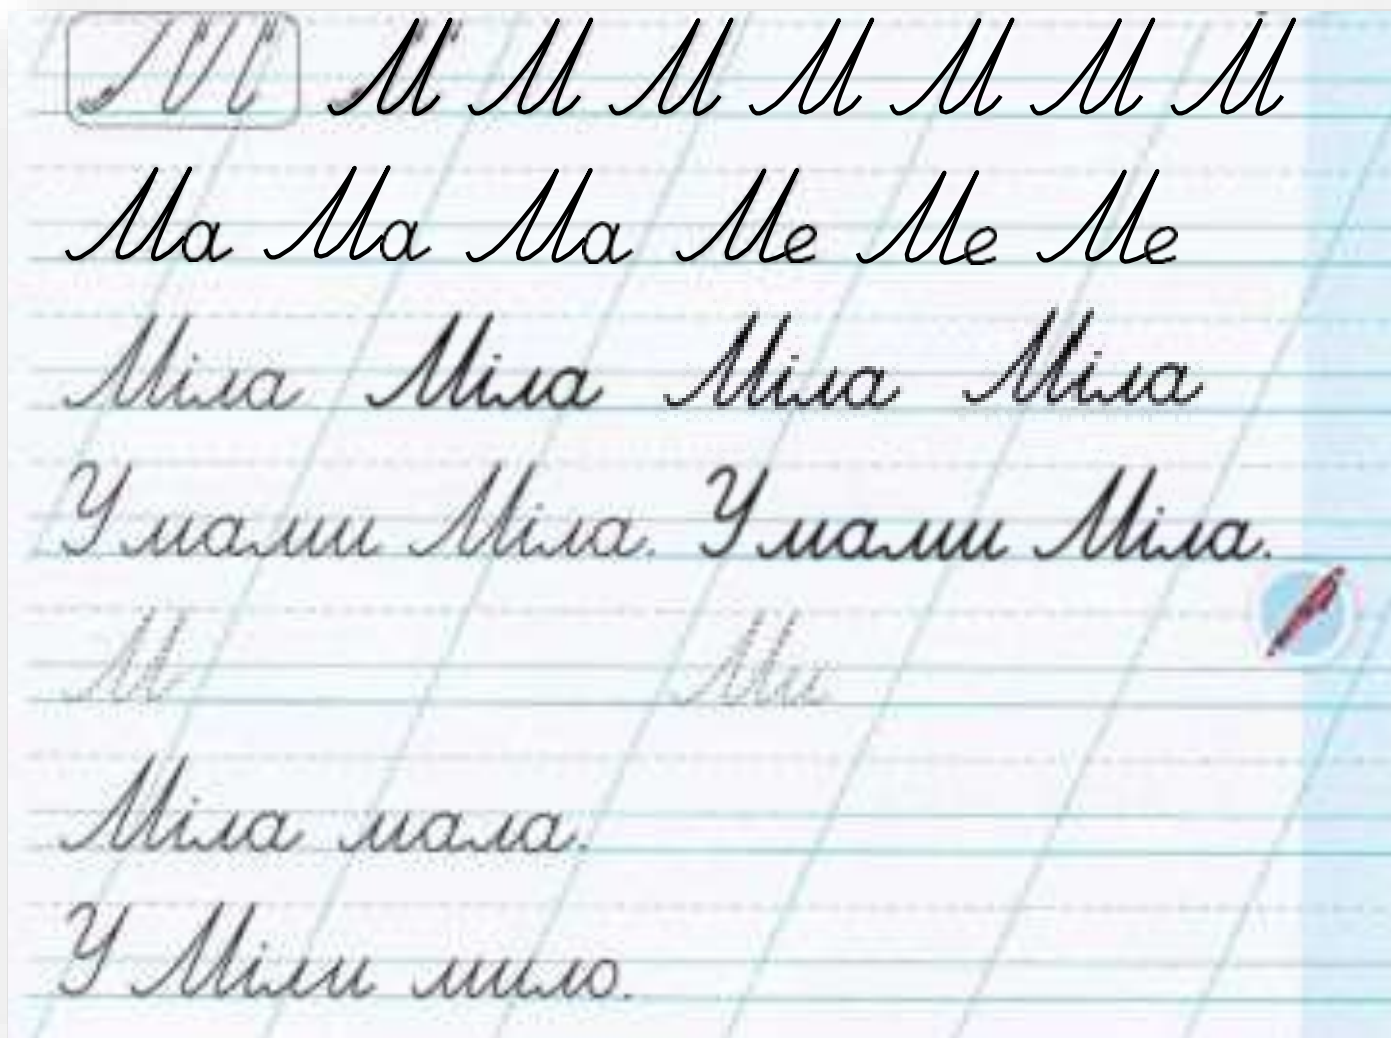 М М М М М М М М
Ма Ма Ма Ме Ме Ме
Міла Міла Міла Міла
У мами Міла. У мами Міла.
М Ми
Міла мала.
У Міли мило.